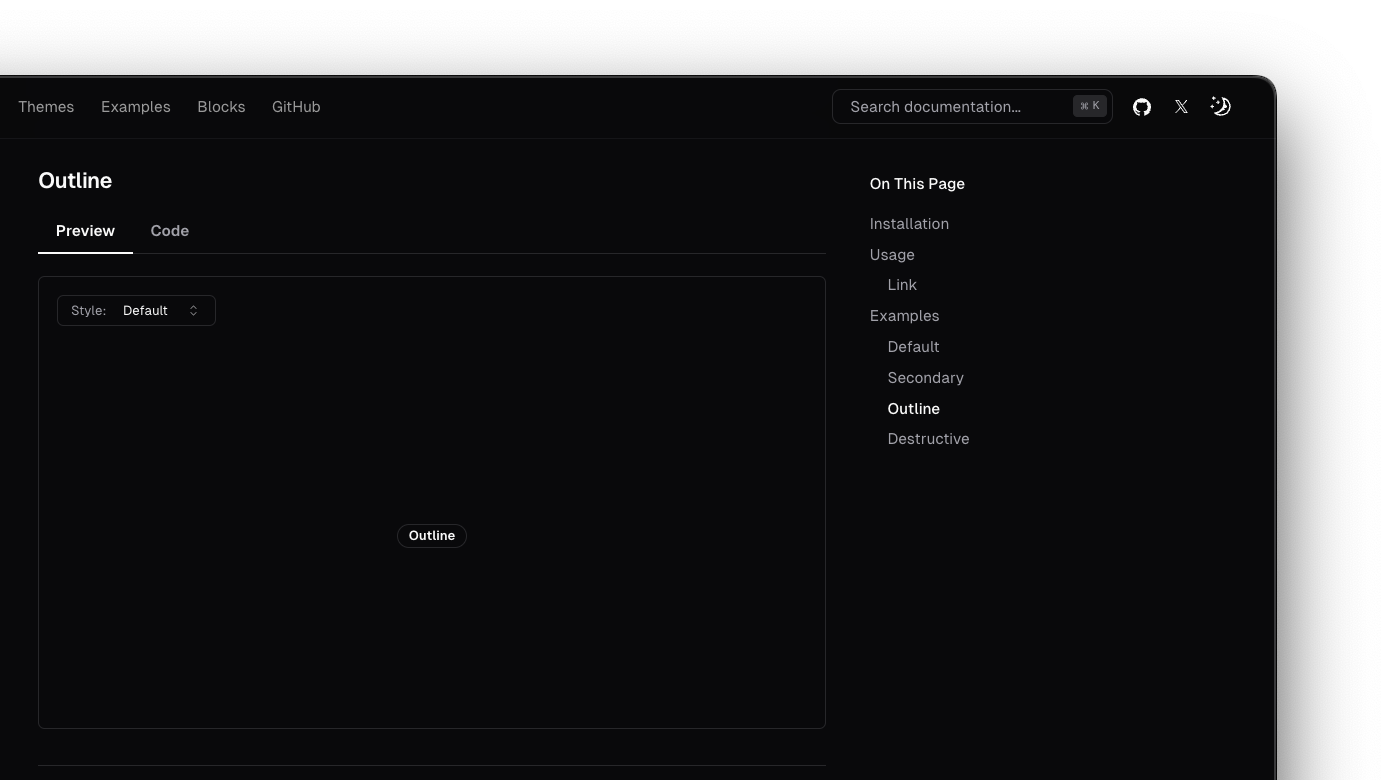 Themes Examples Blocks GitHub Search documentation... ⌘ K
Outline
Preview Code
Style: Default
Outline
On This Page
Installation
Usage
Link
Examples
Default
Secondary
Outline
Destructive